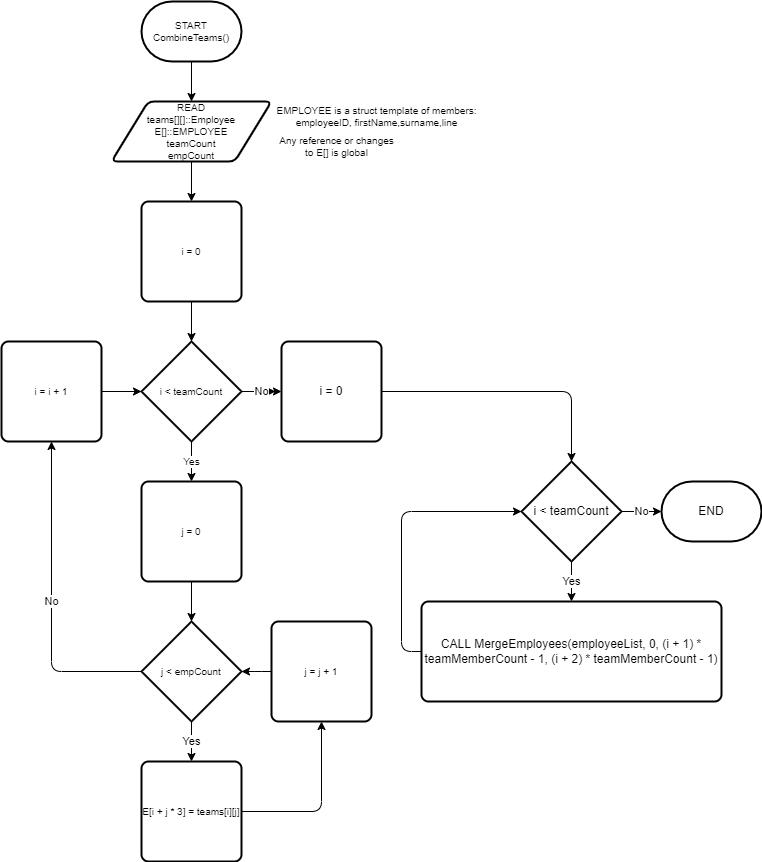 START
CombineTeams()
READ
teams[][]::Employee
E[]::EMPLOYEE
teamCount
empCount
EMPLOYEE is a struct template of members:
employeeID, firstName,surname,line
Any reference or changes
to E[] is global
i = 0
i = i + 1
i < teamCount
No
i = 0
Yes
j = 0
i < teamCount
No
END
Yes
No
CALL MergeEmployees(employeeList, 0, (i + 1) *
teamMemberCount - 1, (i + 2) * teamMemberCount - 1)
j < empCount
j = j + 1
Yes
E[i + j * 3] = teams[i][j]